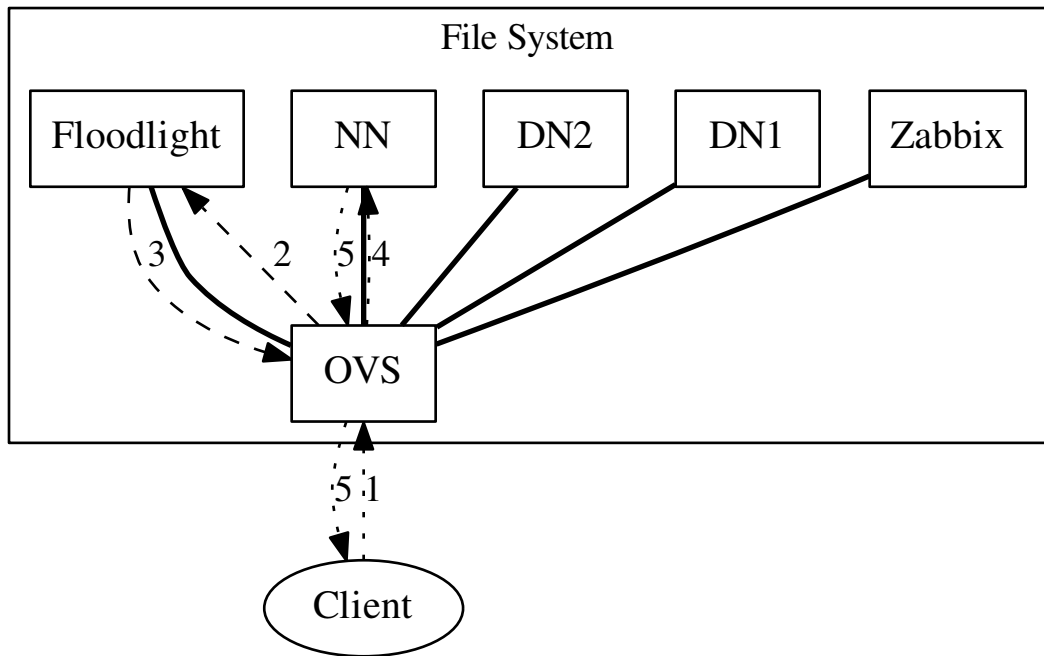 File System
Floodlight
NN
DN2
DN1
Zabbix
3
2
5
4
OVS
5
1
Client